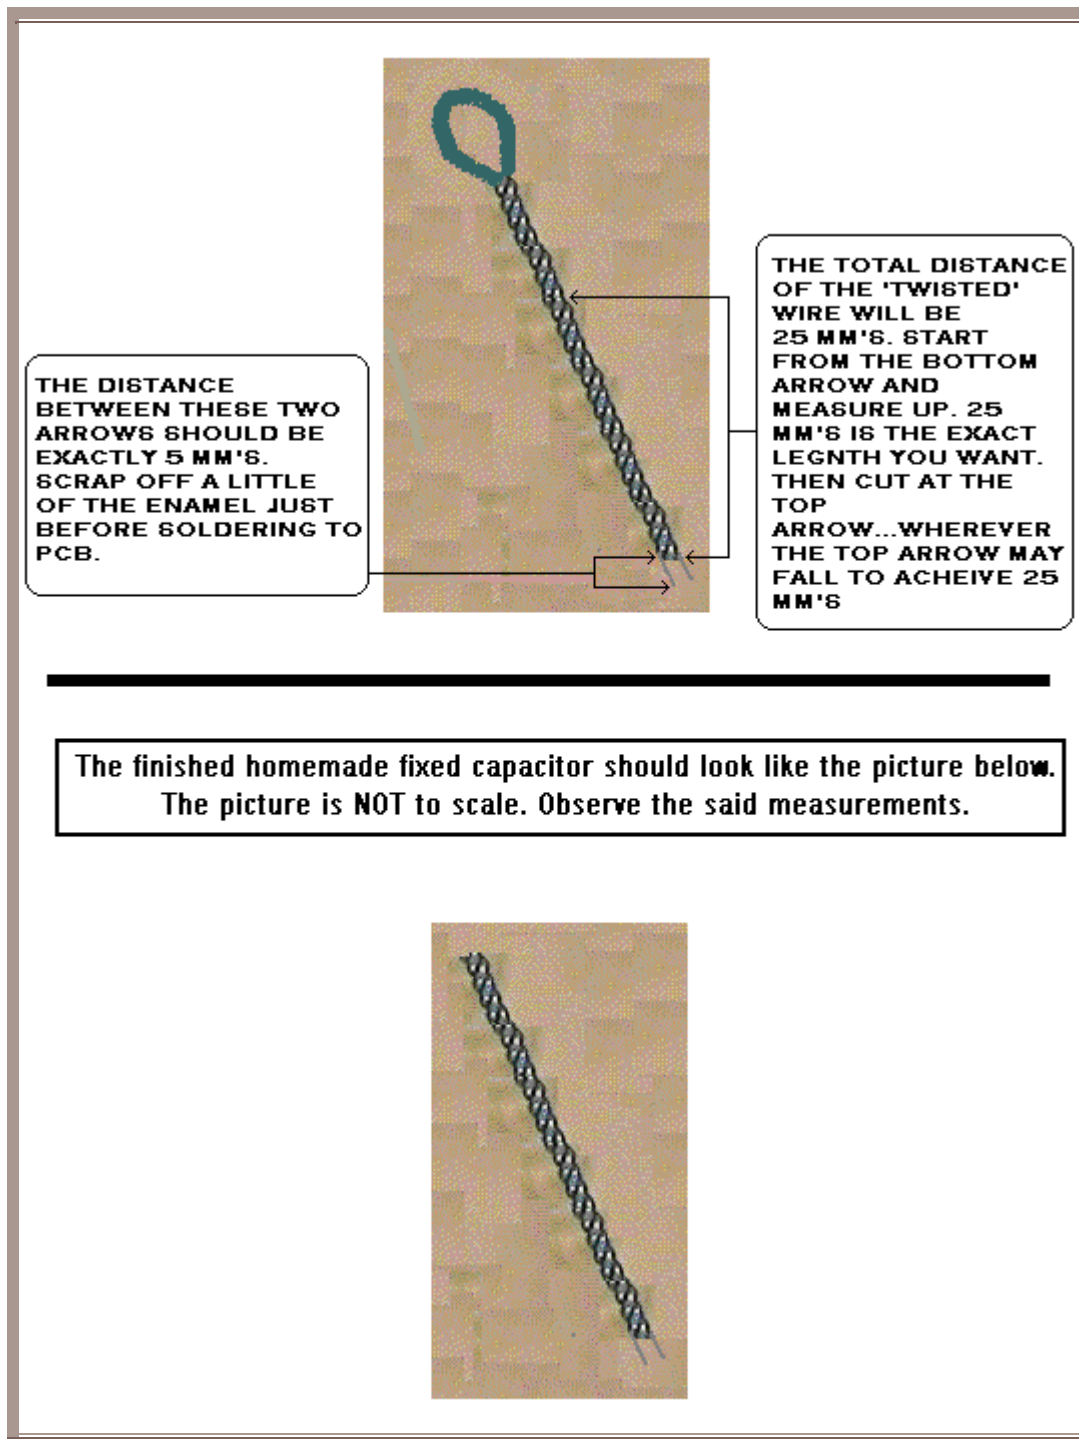 THE DISTANCE
BETWEEN THESE TWO
ARROWS SHOULD BE
EXACTLY 5 MM'S.
SCRAP OFF A LITTLE
OF THE ENAMEL JUST
BEFORE SOLDERING TO
PCB.
THE TOTAL DISTANCE
OF THE 'TWISTED'
WIRE WILL BE
25 MM'S. START
FROM THE BOTTOM
ARROW AND
MEASURE UP. 25
MM'S IS THE EXACT
LEGNTH YOU WANT.
THEN CUT AT THE
TOP
ARROW...WHEREVER
THE TOP ARROW MAY
FALL TO ACHEIVE 25
MM'S
The finished homemade fixed capacitor should look like the picture below.
The picture is NOT to scale. Observe the said measurements.